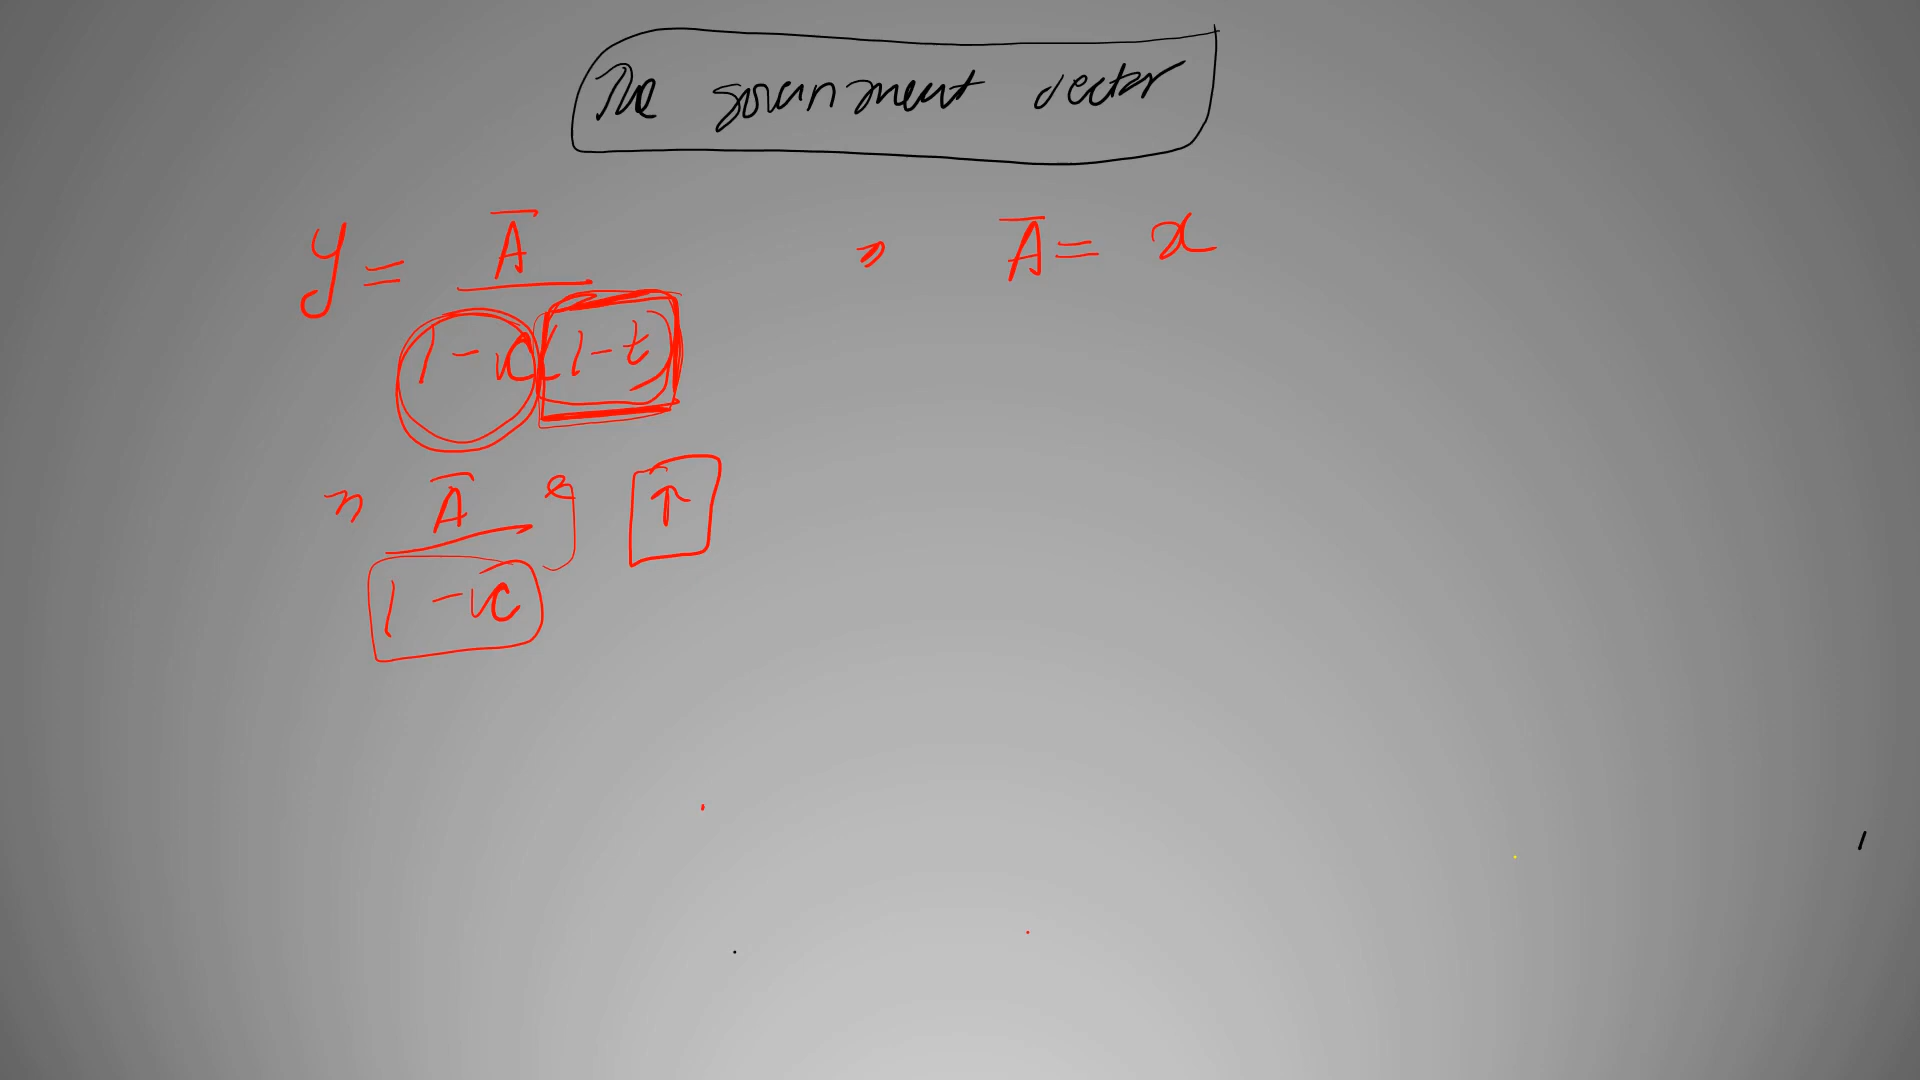 The government sector
y = Ā / 1-c(1-t) » Ā = x
» Ā / 1-c ↑